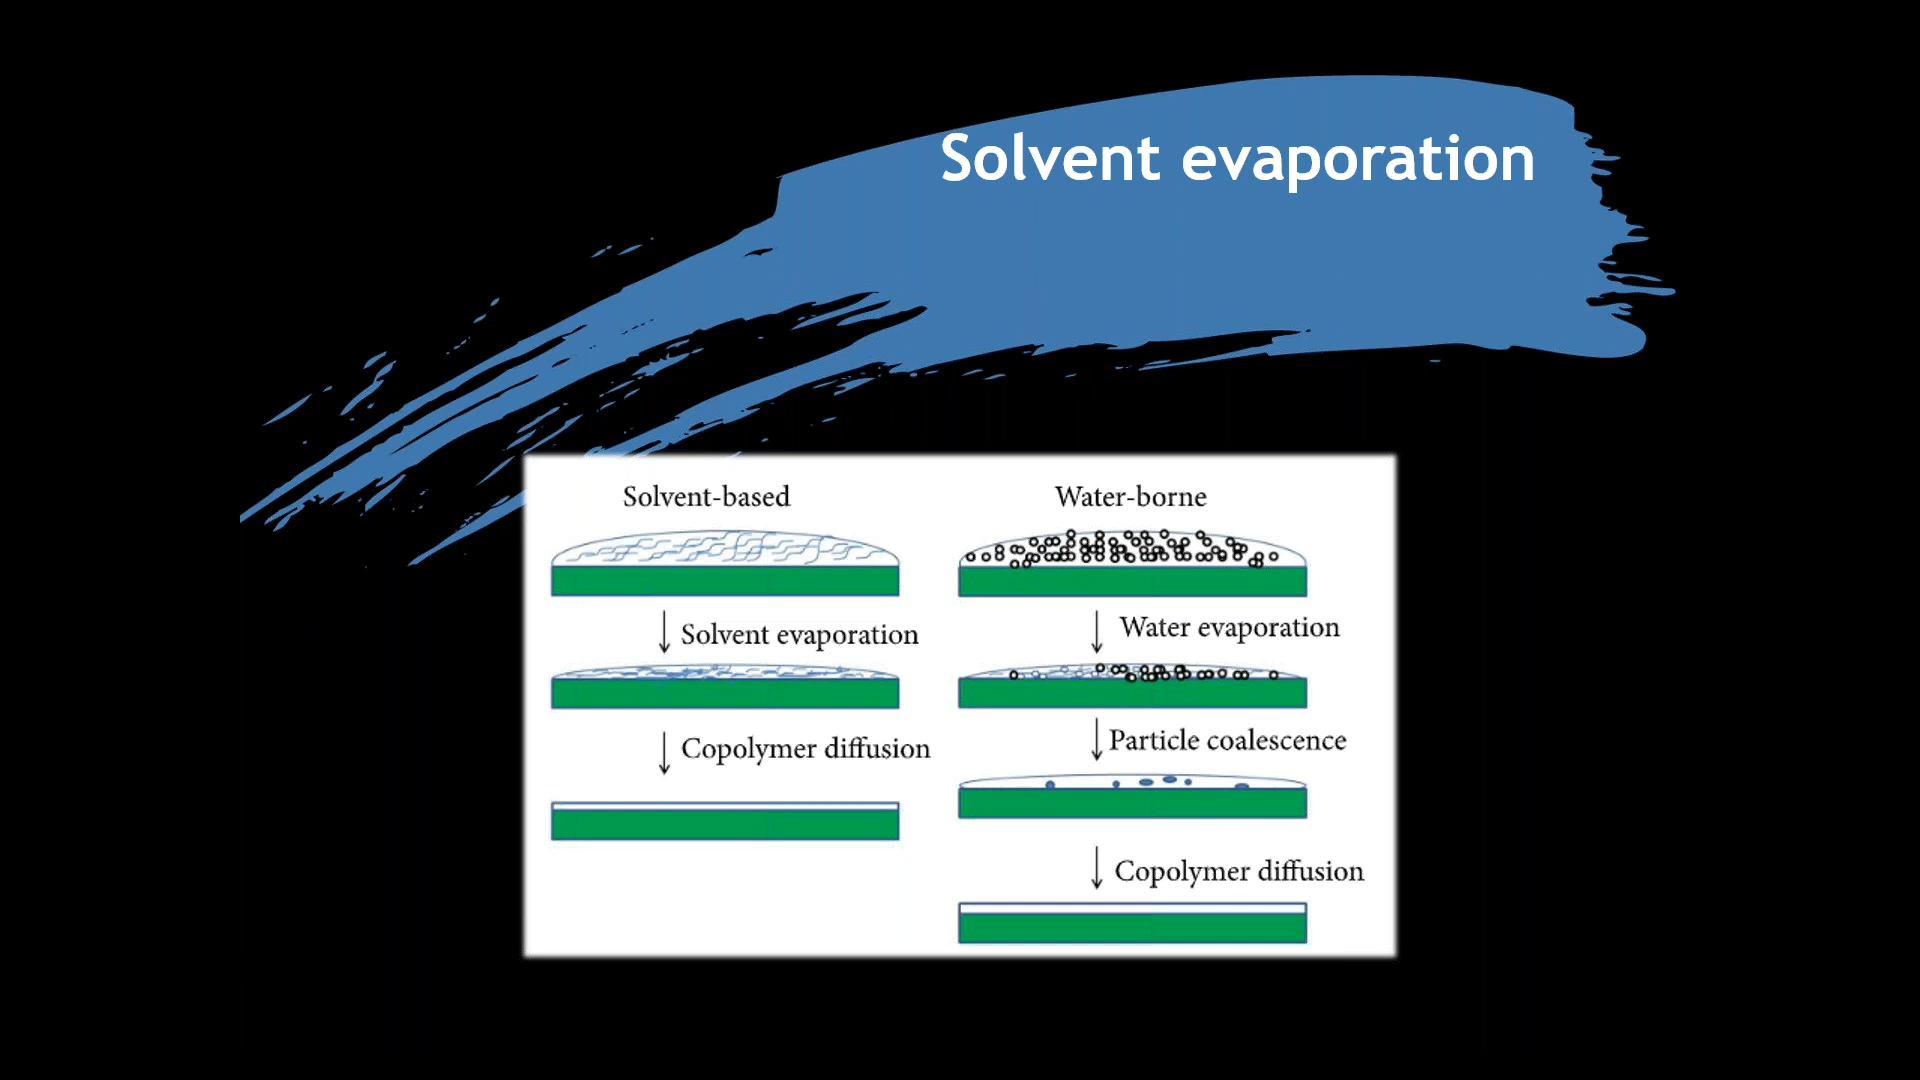 Solvent evaporation
Solvent-based
Solvent evaporation
Copolymer diffusion
Water-borne
Water evaporation
Particle coalescence
Copolymer diffusion